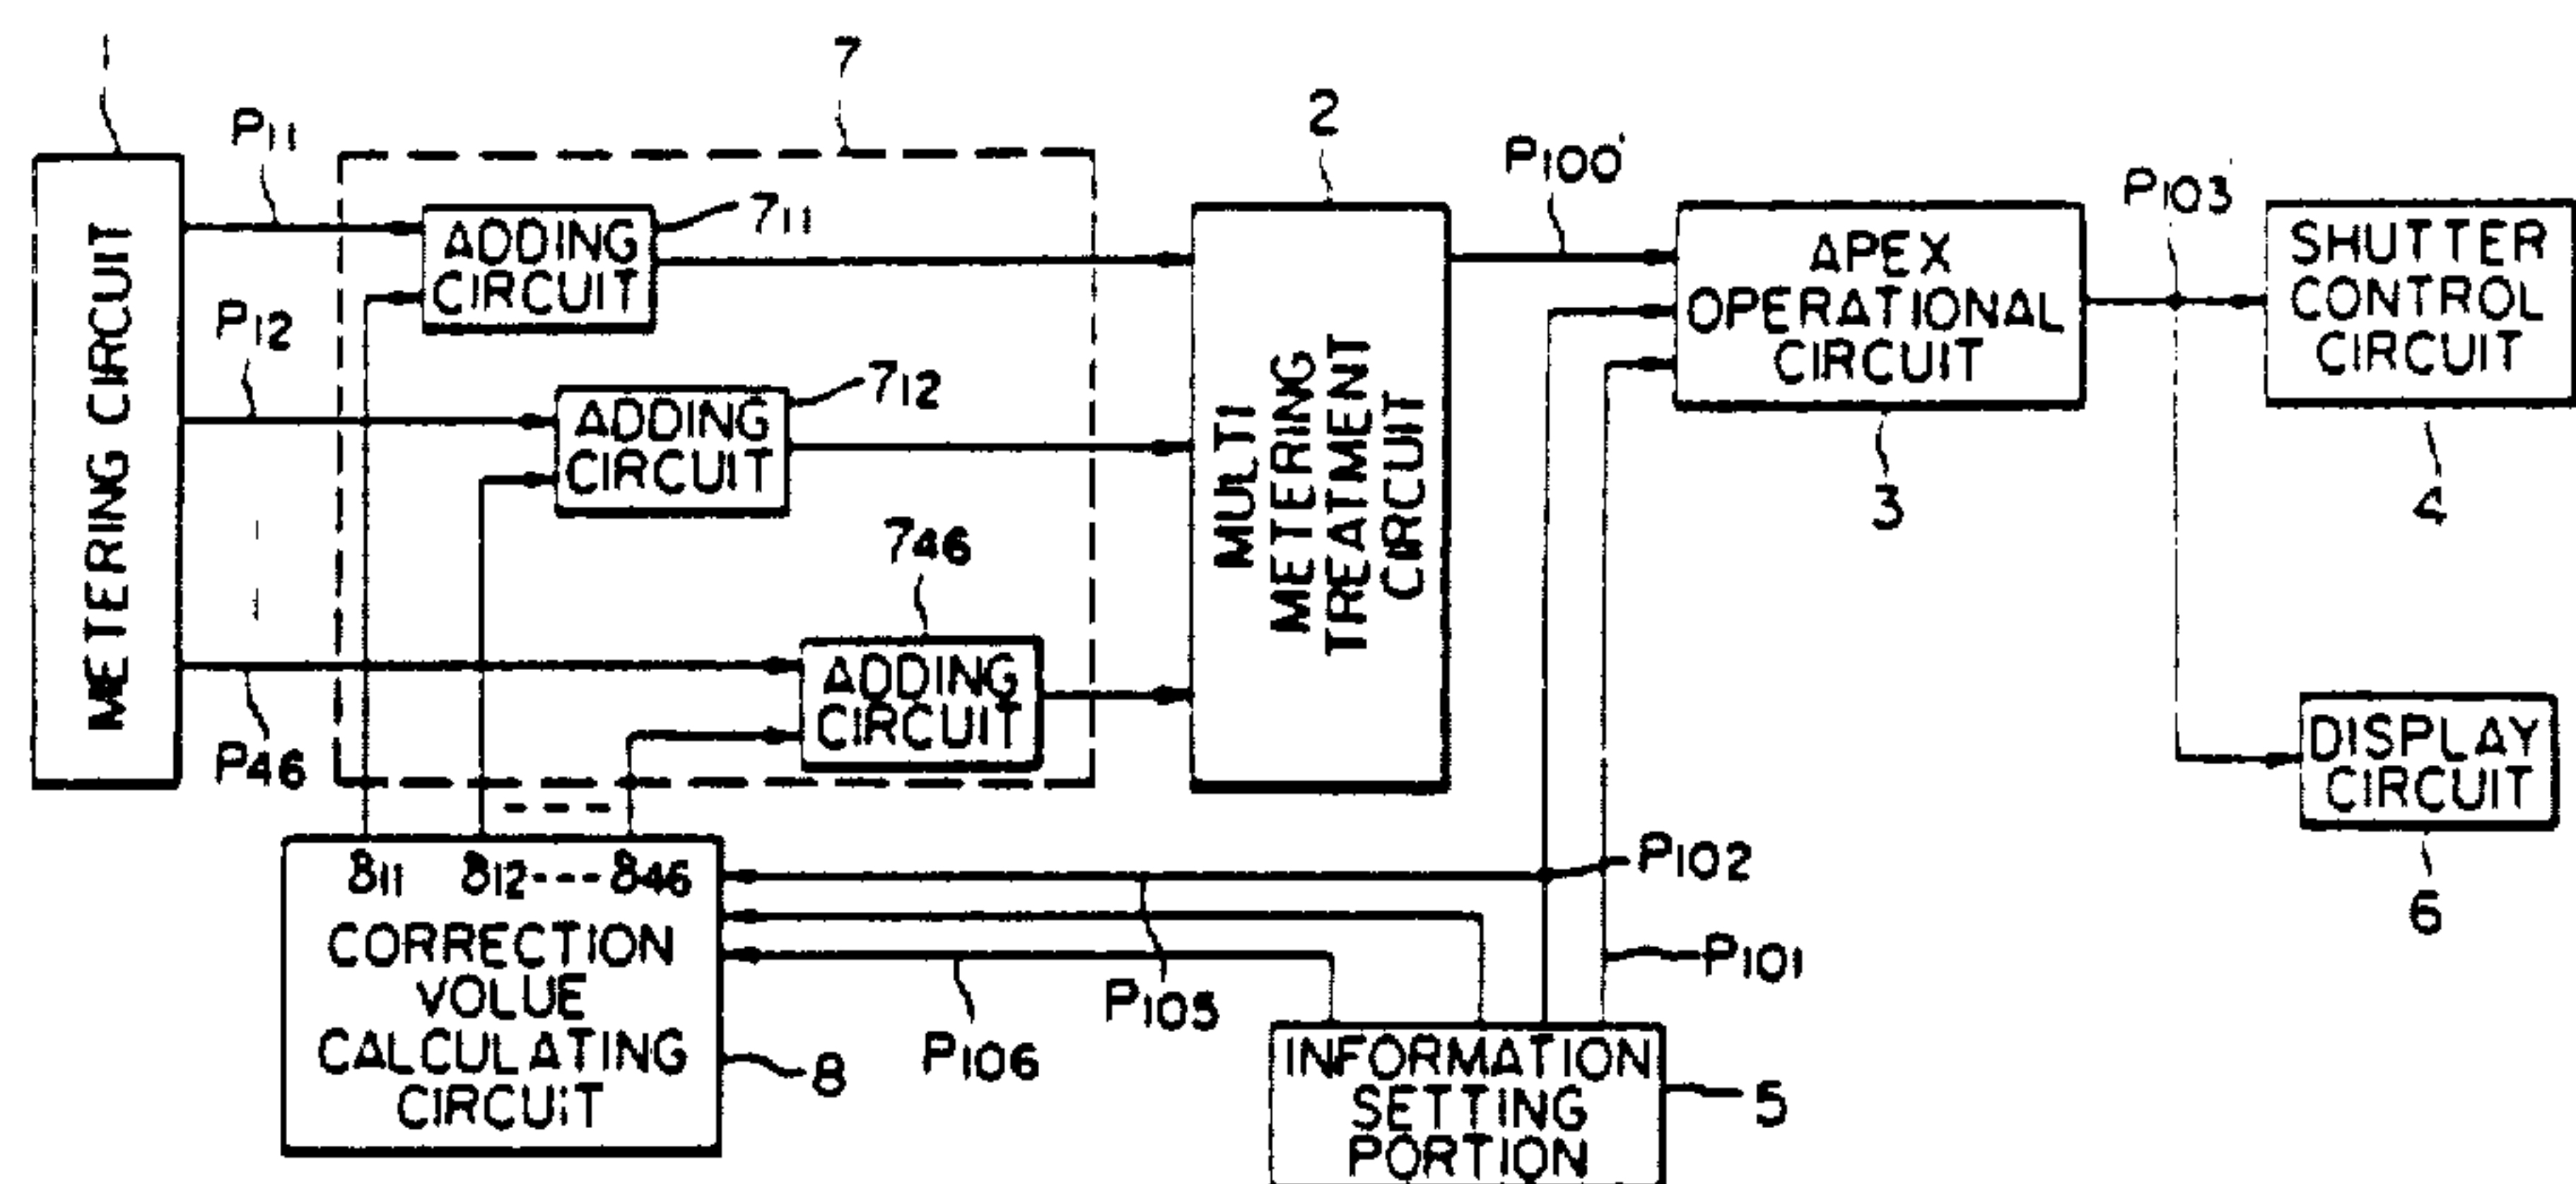 1
METERING CIRCUIT
P11
P12
P46
7
ADDING
CIRCUIT
711
ADDING
CIRCUIT
712
746
ADDING
CIRCUIT
2
MULTI
METERING
TREATMENT
CIRCUIT
P100'
APEX
OPERATIONAL
CIRCUIT
3
P103'
SHUTTER
CONTROL
CIRCUIT
4
DISPLAY
CIRCUIT
6
811 812---846
CORRECTION
VOLUE
CALCULATING
CIRCUIT
8
P102
P101
P105
P106
INFORMATION
SETTING
PORTION
5